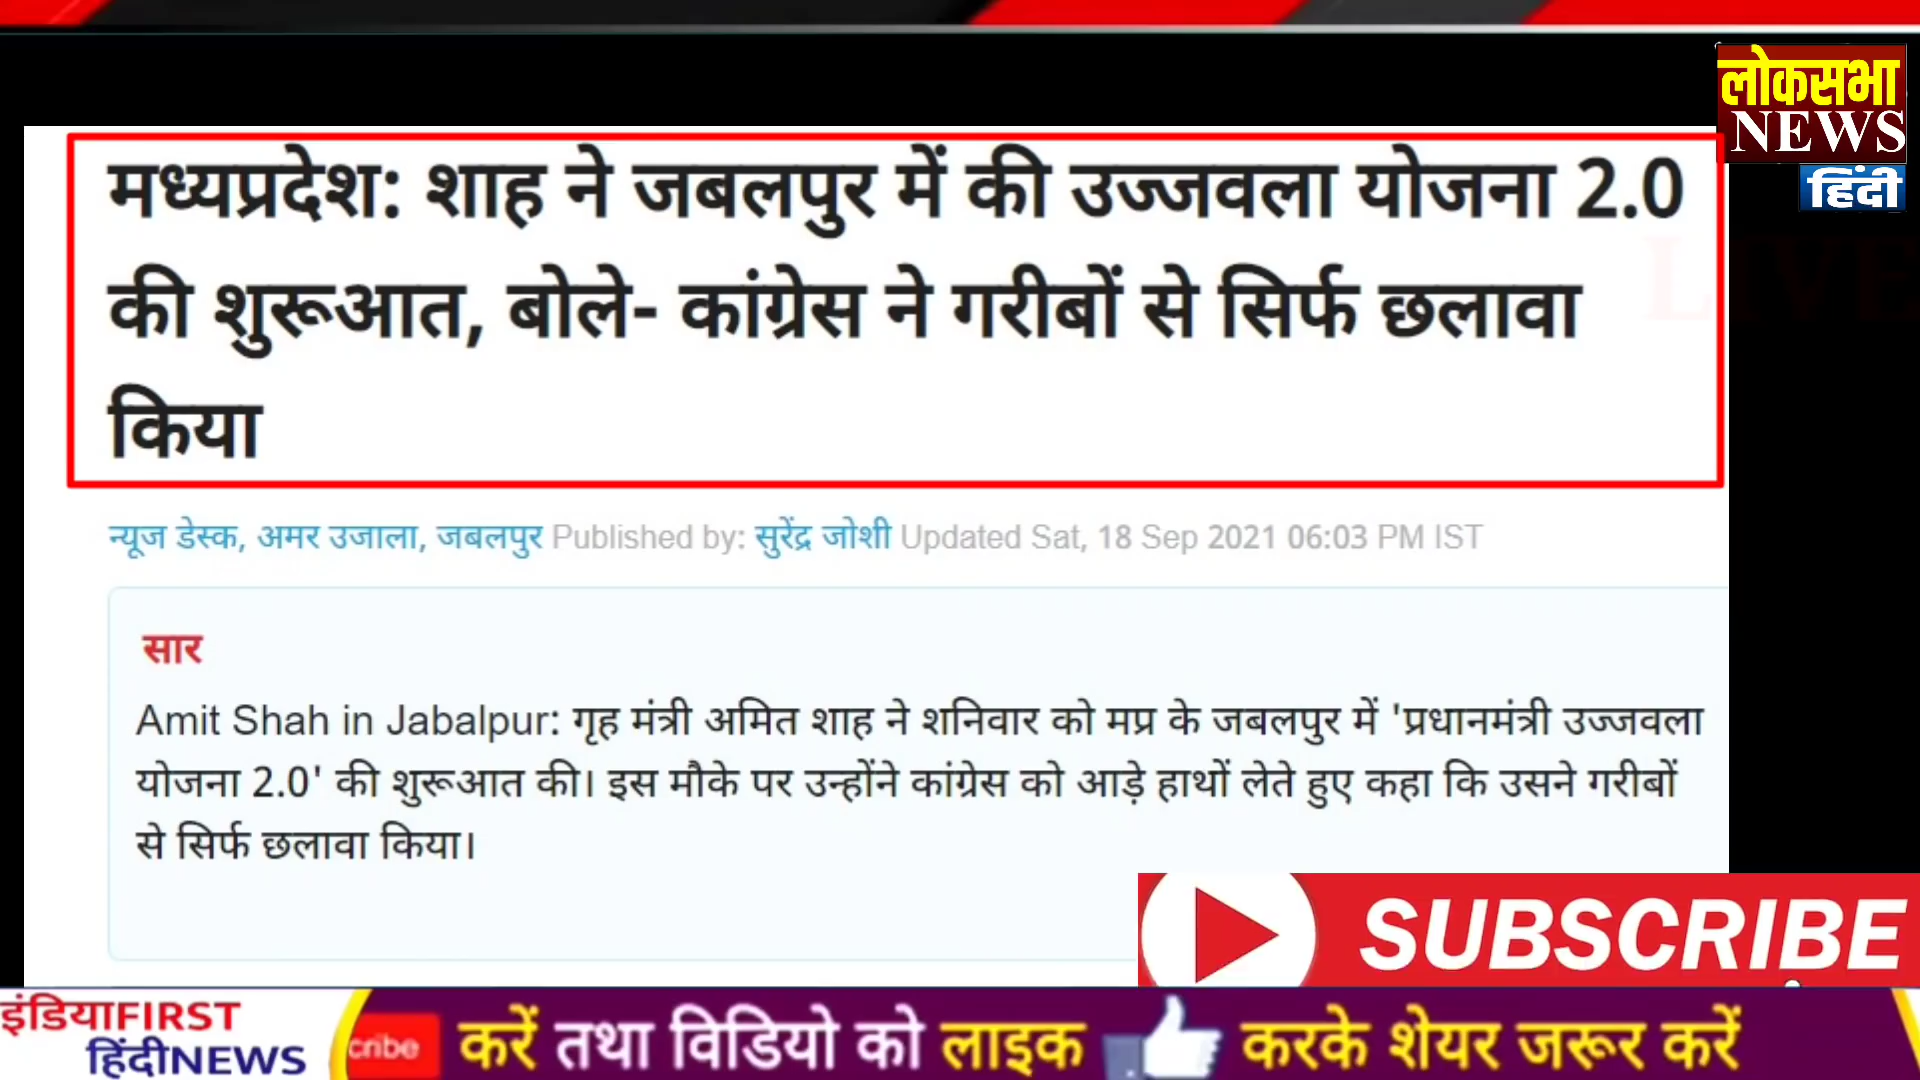 लोकसभा
NEWS
हिंदी
LIVE
मध्यप्रदेश: शाह ने जबलपुर में की उज्जवला योजना 2.0
की शुरूआत, बोले- कांग्रेस ने गरीबों से सिर्फ छलावा
किया
न्यूज डेस्क, अमर उजाला, जबलपुर Published by: सुरेंद्र जोशी Updated Sat, 18 Sep 2021 06:03 PM IST
सार
Amit Shah in Jabalpur: गृह मंत्री अमित शाह ने शनिवार को मप्र के जबलपुर में 'प्रधानमंत्री उज्जवला
योजना 2.0' की शुरूआत की। इस मौके पर उन्होंने कांग्रेस को आड़े हाथों लेते हुए कहा कि उसने गरीबों
से सिर्फ छलावा किया।
SUBSCRIBE
इंडियाFIRST
हिंदीNEWS
cribe करें तथा विडियो को लाइक करके शेयर जरूर करें